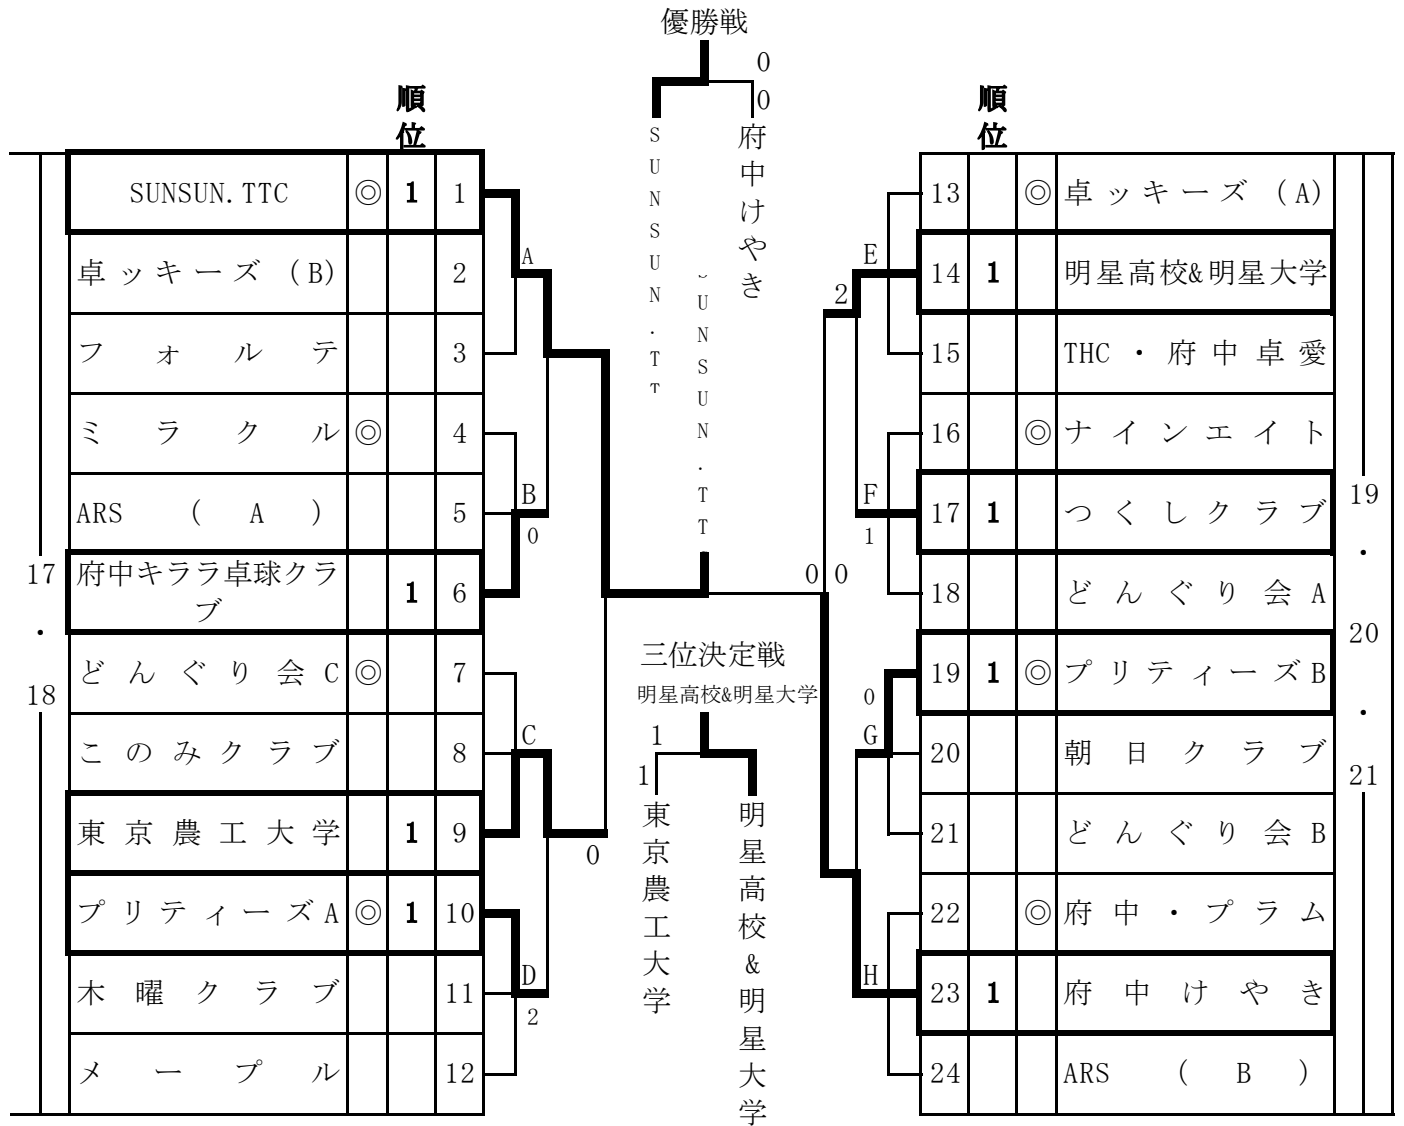 優勝戦
0
0
SUNSUN.TT
府中けやき
SUNSUN.TT
順位
17・18
SUNSUN.TTC ◎ 1 1
卓ッキーズ(B) 2
フォルテ 3
ミラクル ◎ 4
ARS(A) 5
府中キララ卓球クラ
ブ 1 6
どんぐり会C ◎ 7
このみクラブ 8
東京農工大学 1 9
プリティーズA ◎ 1 10
木曜クラブ 11
メープル 12
A
B
0
C
0
D
2
0 0
三位決定戦
明星高校&明星大学
1
1
東京農工大学
明星高校&明星大学
E
2
F
1
0
G
H
順位
13 ◎ 卓ッキーズ(A)
14 1 明星高校&明星大学
15 THC・府中卓愛
16 ◎ ナインエイト
17 1 つくしクラブ
18 どんぐり会A
19 1 ◎ プリティーズB
20 朝日クラブ
21 どんぐり会B
22 ◎ 府中・プラム
23 1 府中けやき
24 ARS(B)
19・20・21